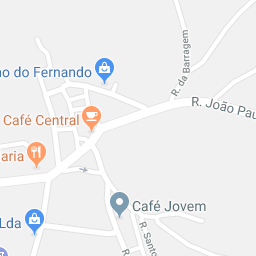 R. da Barragem
no do Fernando
R. João Pau
Café Central
aria
Café Jovem
Lda
R. Santo